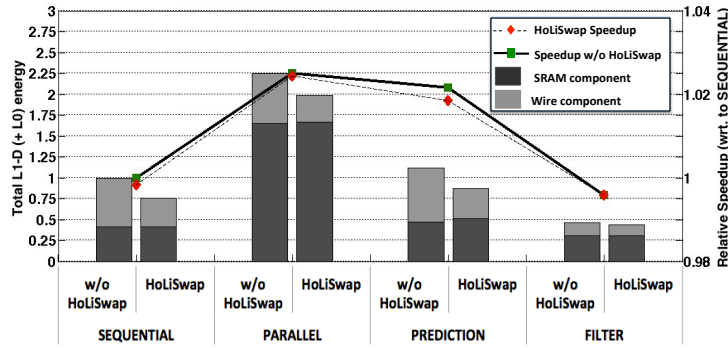 3
2.75
2.5
2.25
2
1.75
1.5
1.25
1
0.75
0.5
0.25
0
Total L1-D (+ L0) energy
HoLiSwap Speedup
Speedup w/o HoLiSwap
SRAM component
Wire component
1.04
1.02
1
0.98
Relative Speedup (wrt. to SEQUENTIAL)
w/o HoLiSwap w/o HoLiSwap w/o HoLiSwap w/o HoLiSwap
HoLiSwap HoLiSwap HoLiSwap HoLiSwap
SEQUENTIAL PARALLEL PREDICTION FILTER